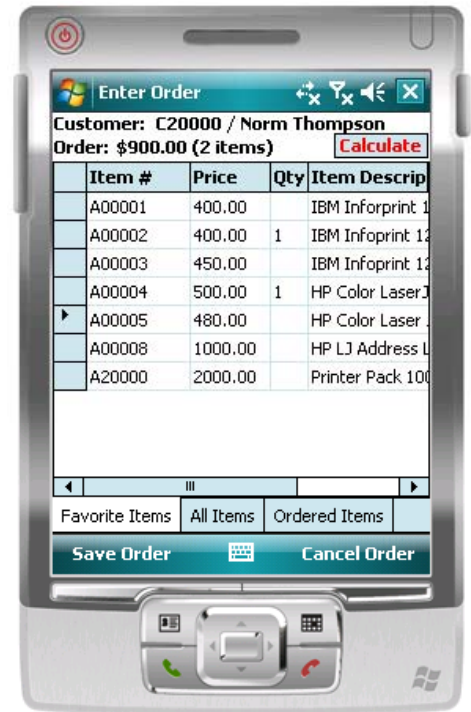 Enter Order
Customer: C20000 / Norm Thompson
Order: $900.00 (2 items) Calculate
Item # Price Qty Item Descrip
A00001 400.00 IBM Inforprint 1
A00002 400.00 1 IBM Infoprint 12
A00003 450.00 IBM Infoprint 12
A00004 500.00 1 HP Color LaserJ
A00005 480.00 HP Color Laser
A00008 1000.00 HP LJ Address L
A20000 2000.00 Printer Pack 100
Favorite Items All Items Ordered Items
Save Order Cancel Order